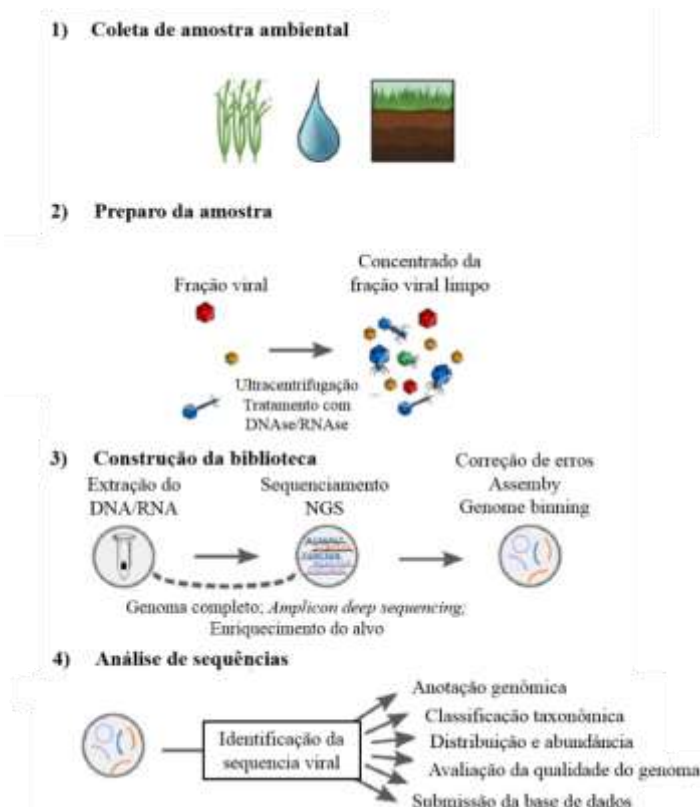 1) Coleta de amostra ambiental
2) Preparo da amostra
Fração viral
Concentrado da
fração viral limpo
Ultracentrifugação
Tratamento com
DNAse/RNAse
3) Construção da biblioteca
Extração do
DNA/RNA
Sequenciamento
NGS
Correção de erros
Assemby
Genome binning
Genoma completo; Amplicon deep sequencing;
Enriquecimento do alvo
4) Análise de sequências
Identificação da
sequencia viral
Anotação genômica
Classificação taxonômica
Distribuição e abundância
Avaliação da qualidade do genoma
Submissão da base de dados